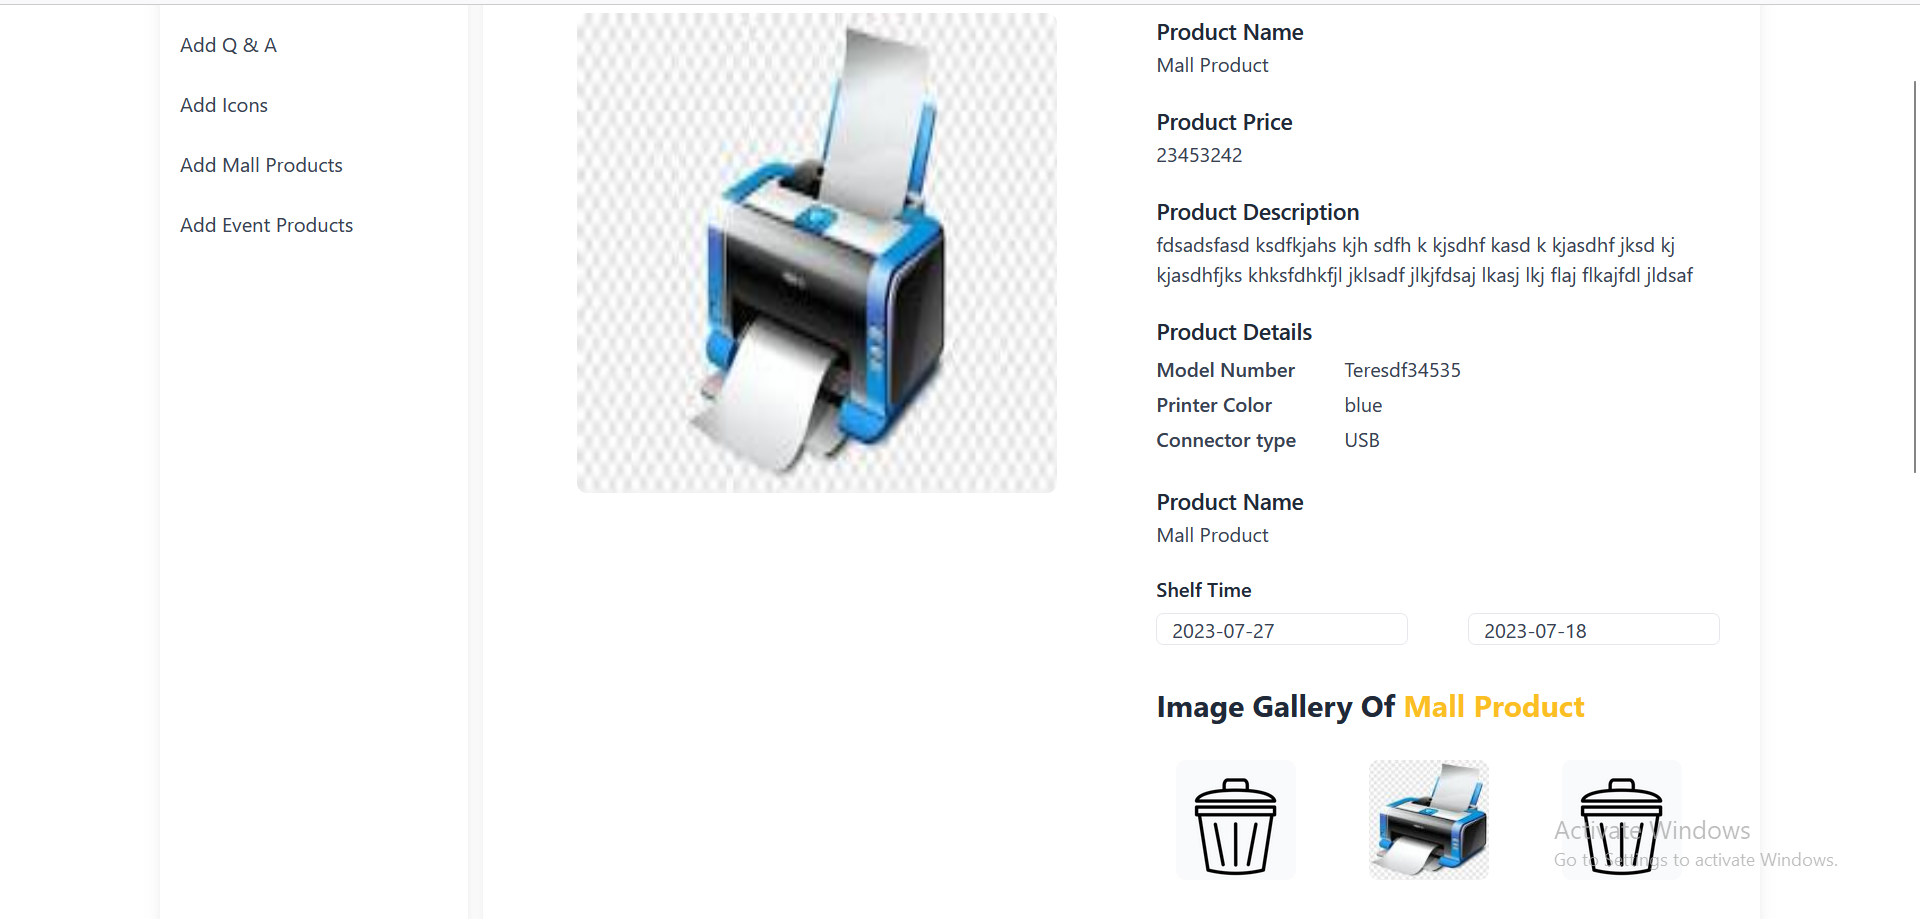 Add Q & A
Add Icons
Add Mall Products
Add Event Products
Product Name
Mall Product
Product Price
23453242
Product Description
fdsadsfasd ksdfkjahs kjh sdfh k kjsdhf kasd k kjasdhf jksd kj
kjasdhfjks khksfdhkfjl jklsadf jlkjfdsaj lkasj lkj flaj flkajfdl jldsaf
Product Details
Model Number Teresdf34535
Printer Color blue
Connector type USB
Product Name
Mall Product
Shelf Time
2023-07-27 2023-07-18
Image Gallery Of Mall Product
Activate Windows
Go to Settings to activate Windows.